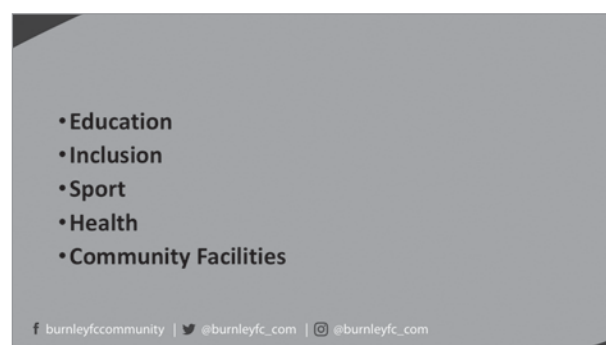 •Education
•Inclusion
•Sport
•Health
•Community Facilities
burnleyfccommunity | @burnleyfc_com | @burnleyfc_com